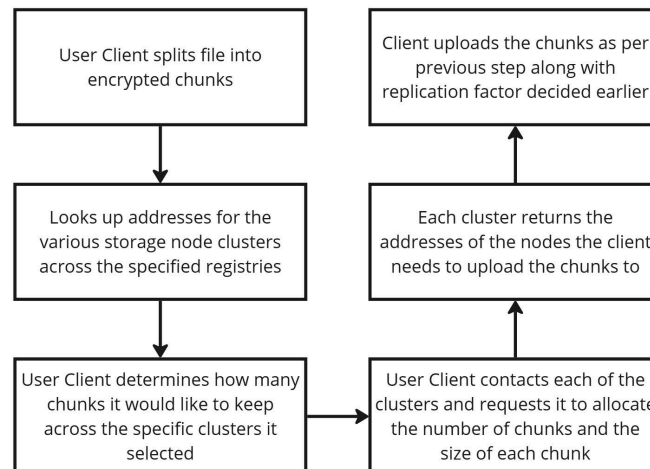 User Client splits file into
encrypted chunks
Looks up addresses for the
various storage node clusters
across the specified registries
User Client determines how many
chunks it would like to keep
across the specific clusters it
selected
User Client contacts each of the
clusters and requests it to allocate
the number of chunks and the
size of each chunk
Each cluster returns the
addresses of the nodes the client
needs to upload the chunks to
Client uploads the chunks as per
previous step along with
replication factor decided earlier